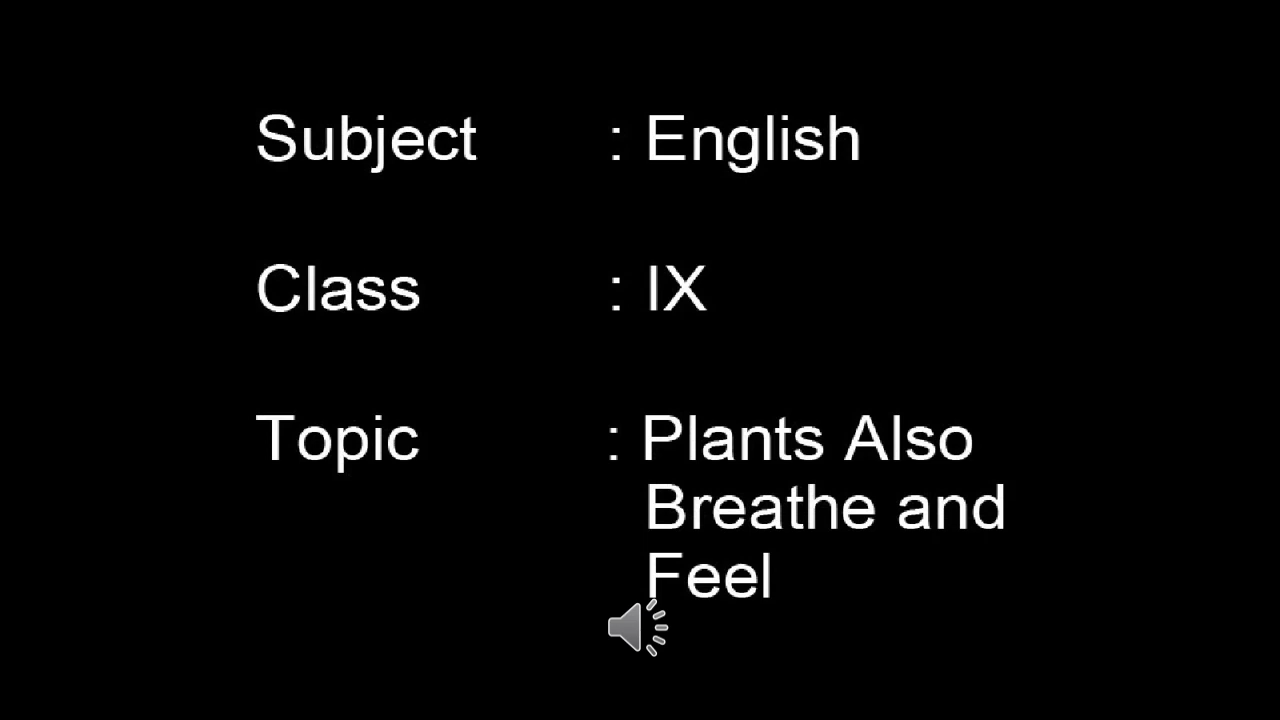 Subject : English
Class : IX
Topic : Plants Also
Breathe and
Feel